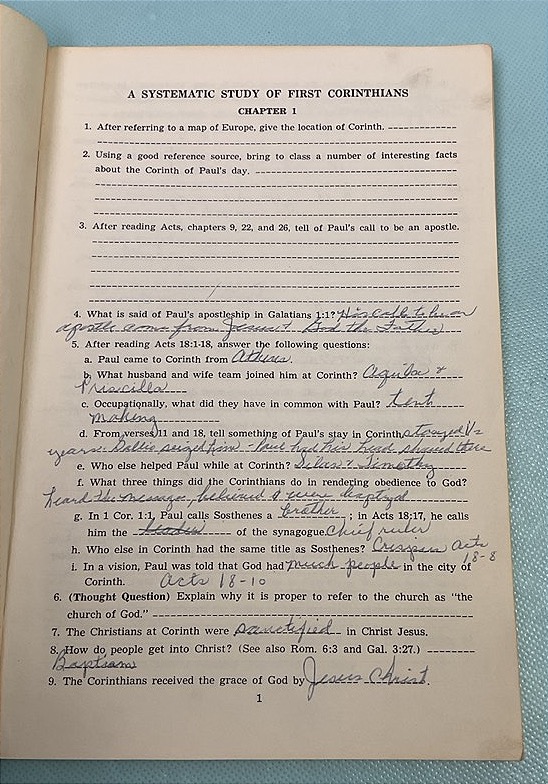 A SYSTEMATIC STUDY OF FIRST CORINTHIANS
CHAPTER 1
1. After referring to a map of Europe, give the location of Corinth.
2. Using a good reference source, bring to class a number of interesting facts
about the Corinth of Paul's day.
3. After reading Acts, chapters 9, 22, and 26, tell of Paul's call to be an apostle.
4. What is said of Paul's apostleship in Galatians 1:1? His call to be an
apostle came from Jesus & God the Father
5. After reading Acts 18:1-18, answer the following questions:
a. Paul came to Corinth from Athens.
b. What husband and wife team joined him at Corinth? Aquila &
Priscilla
c. Occupationally, what did they have in common with Paul? tent
making
d. From verses 11 and 18, tell something of Paul's stay in Corinth. stayed 1½
years. Gallio seized him - Paul had his head shaved there
e. Who else helped Paul while at Corinth? Silas & Timothy
f. What three things did the Corinthians do in rendering obedience to God?
heard the message, believed & were baptized
g. In 1 Cor. 1:1, Paul calls Sosthenes a brother; in Acts 18:17, he calls
him the leader of the synagogue. chief ruler
h. Who else in Corinth had the same title as Sosthenes? Crispus Acts
18-8
i. In a vision, Paul was told that God had much people in the city of
Corinth. Acts 18-10
6. (Thought Question) Explain why it is proper to refer to the church as "the
church of God."
7. The Christians at Corinth were sanctified in Christ Jesus.
8. How do people get into Christ? (See also Rom. 6:3 and Gal. 3:27.)
Baptism
9. The Corinthians received the grace of God by Jesus Christ.
1